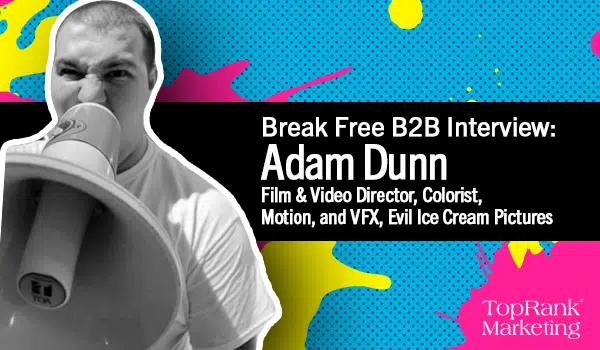 Break Free B2B Interview:
Adam Dunn
Film & Video Director, Colorist,
Motion, and VFX, Evil Ice Cream Pictures
TOA
TopRank®
Marketing